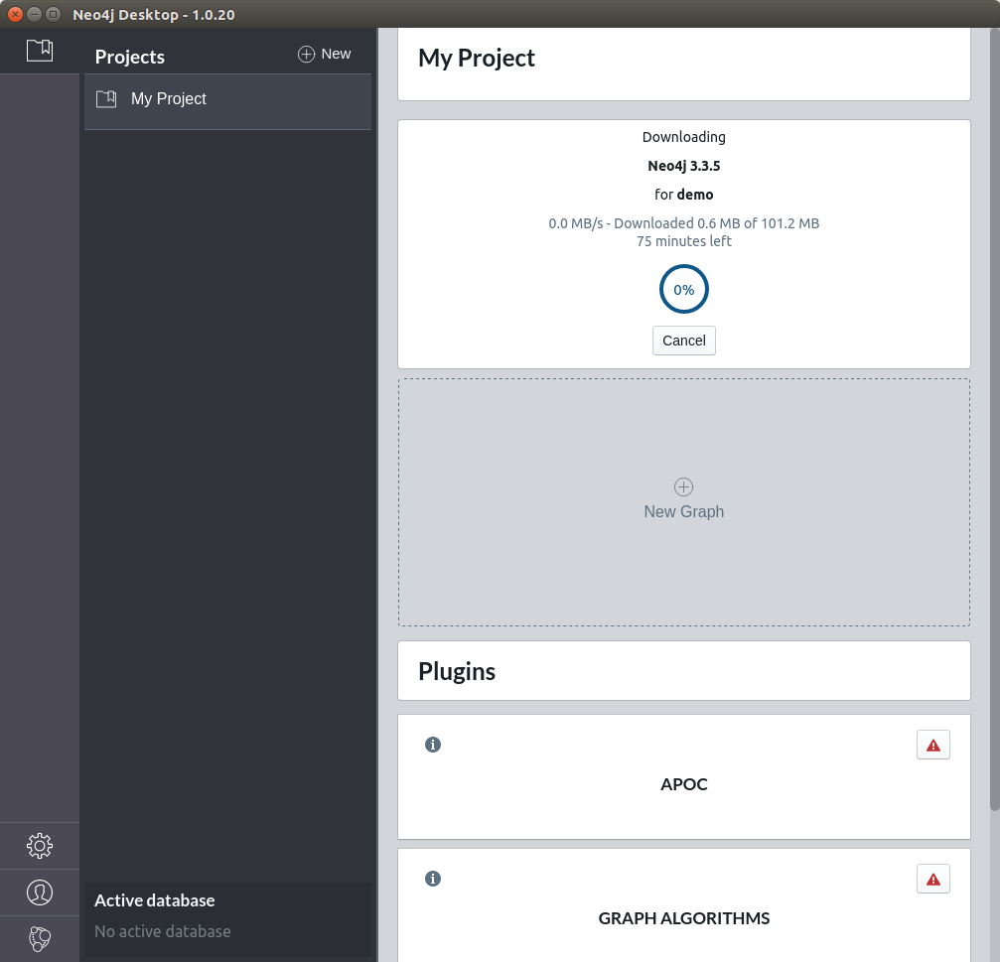 Neo4j Desktop - 1.0.20
Projects
New
My Project
Active database
No active database
My Project
Downloading
Neo4j 3.3.5
for demo
0.0 MB/s - Downloaded 0.6 MB of 101.2 MB
75 minutes left
0%
Cancel
New Graph
Plugins
APOC
GRAPH ALGORITHMS